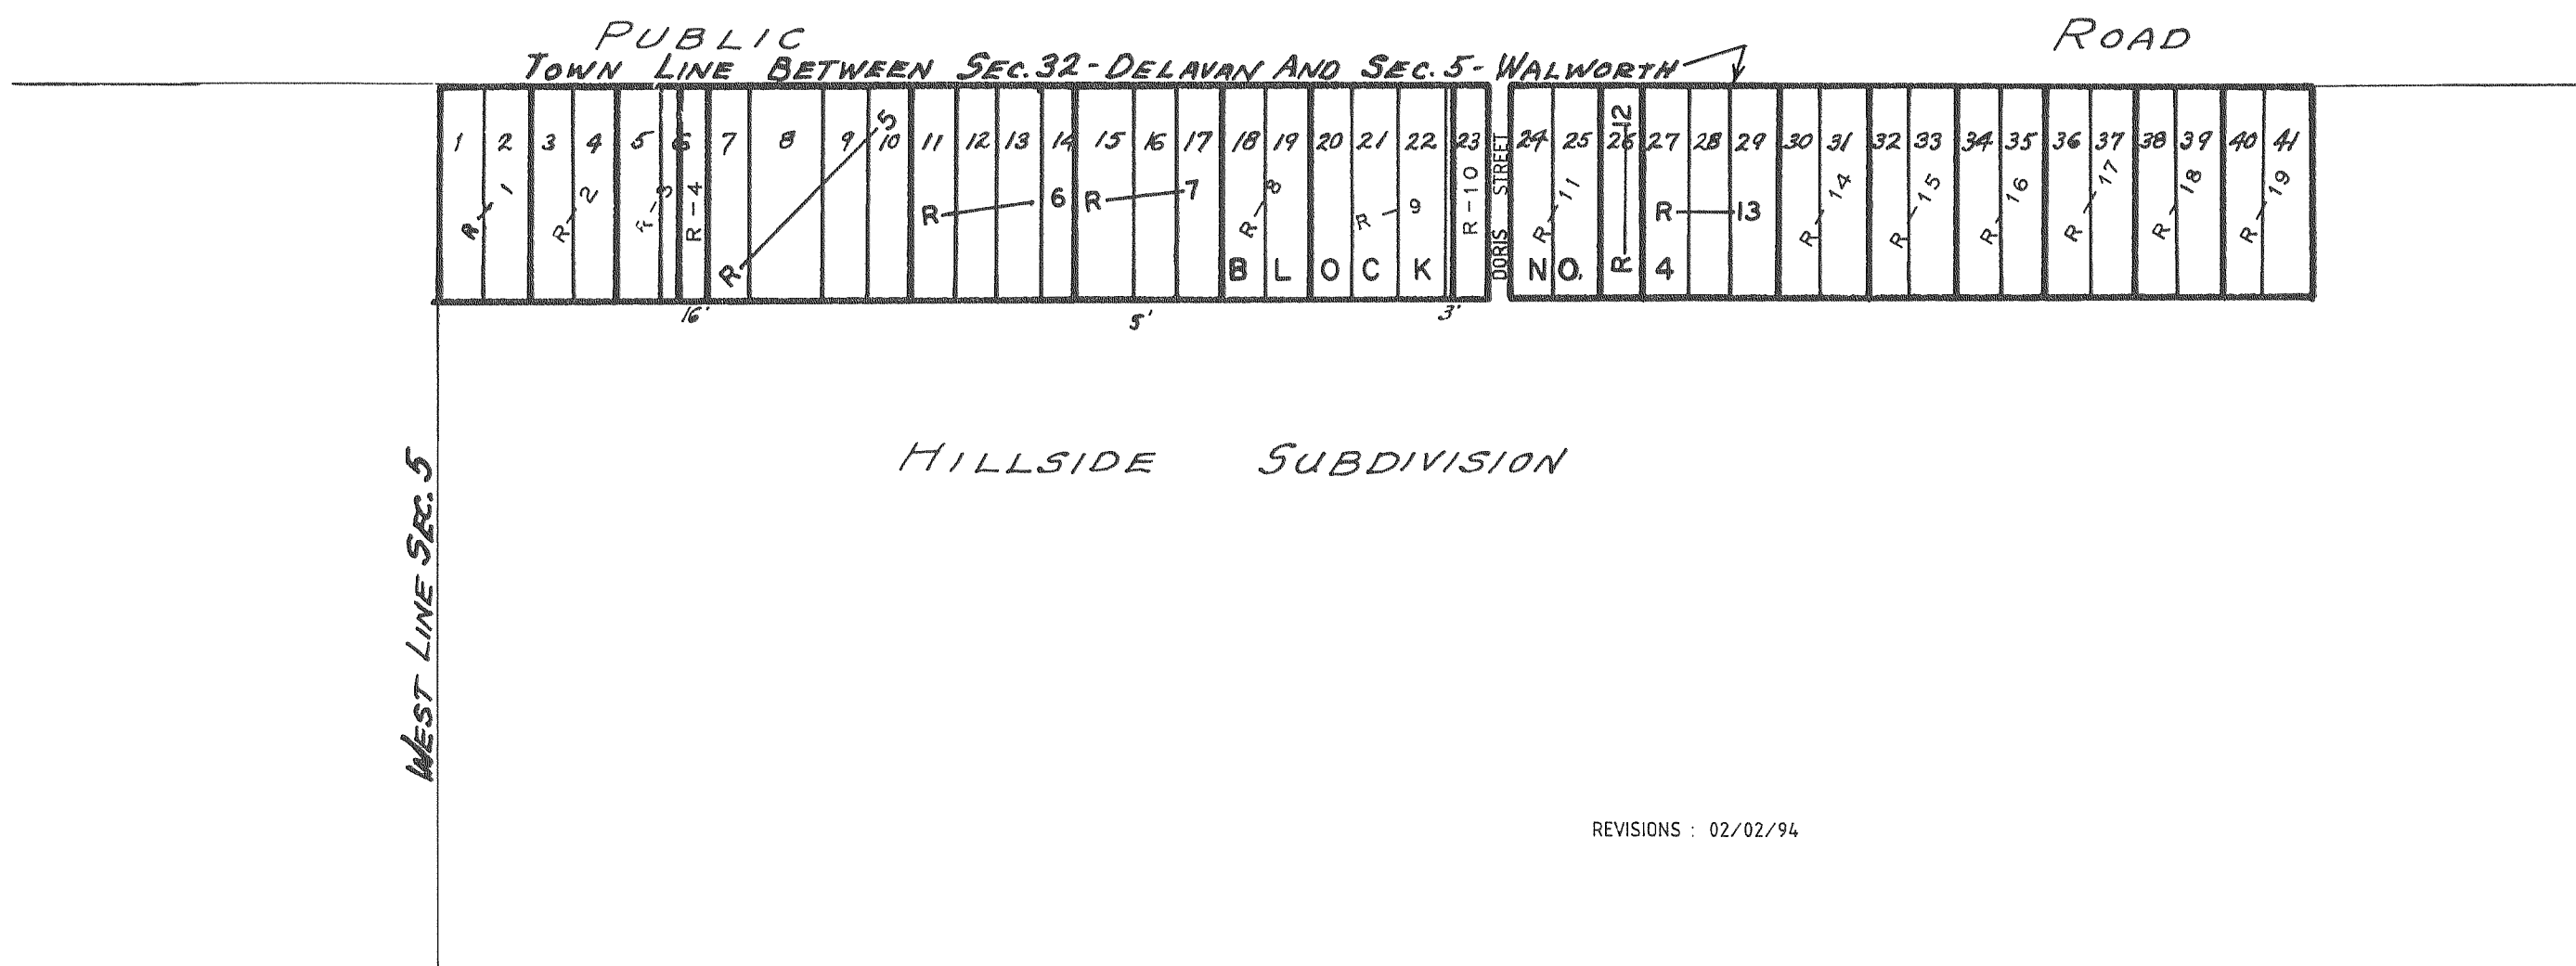 PUBLIC ROAD
TOWN LINE BETWEEN SEC. 32 - DELAVAN AND SEC. 5 - WALWORTH
1 2 3 4 5 6 7 8 9 10 11 12 13 14 15 16 17 18 19 20 21 22 23 24 25 26 27 28 29 30 31 32 33 34 35 36 37 38 39 40 41
R-1 R-2 R-3 R-4 R-5 R-6 R-7 R-8 R-9 R-10 R-11 R-12 R-13 R-14 R-15 R-16 R-17 R-18 R-19
DORIS STREET
BLOCK NO. 4
16' 5' 3'
HILLSIDE SUBDIVISION
WEST LINE SEC. 5
REVISIONS : 02/02/94